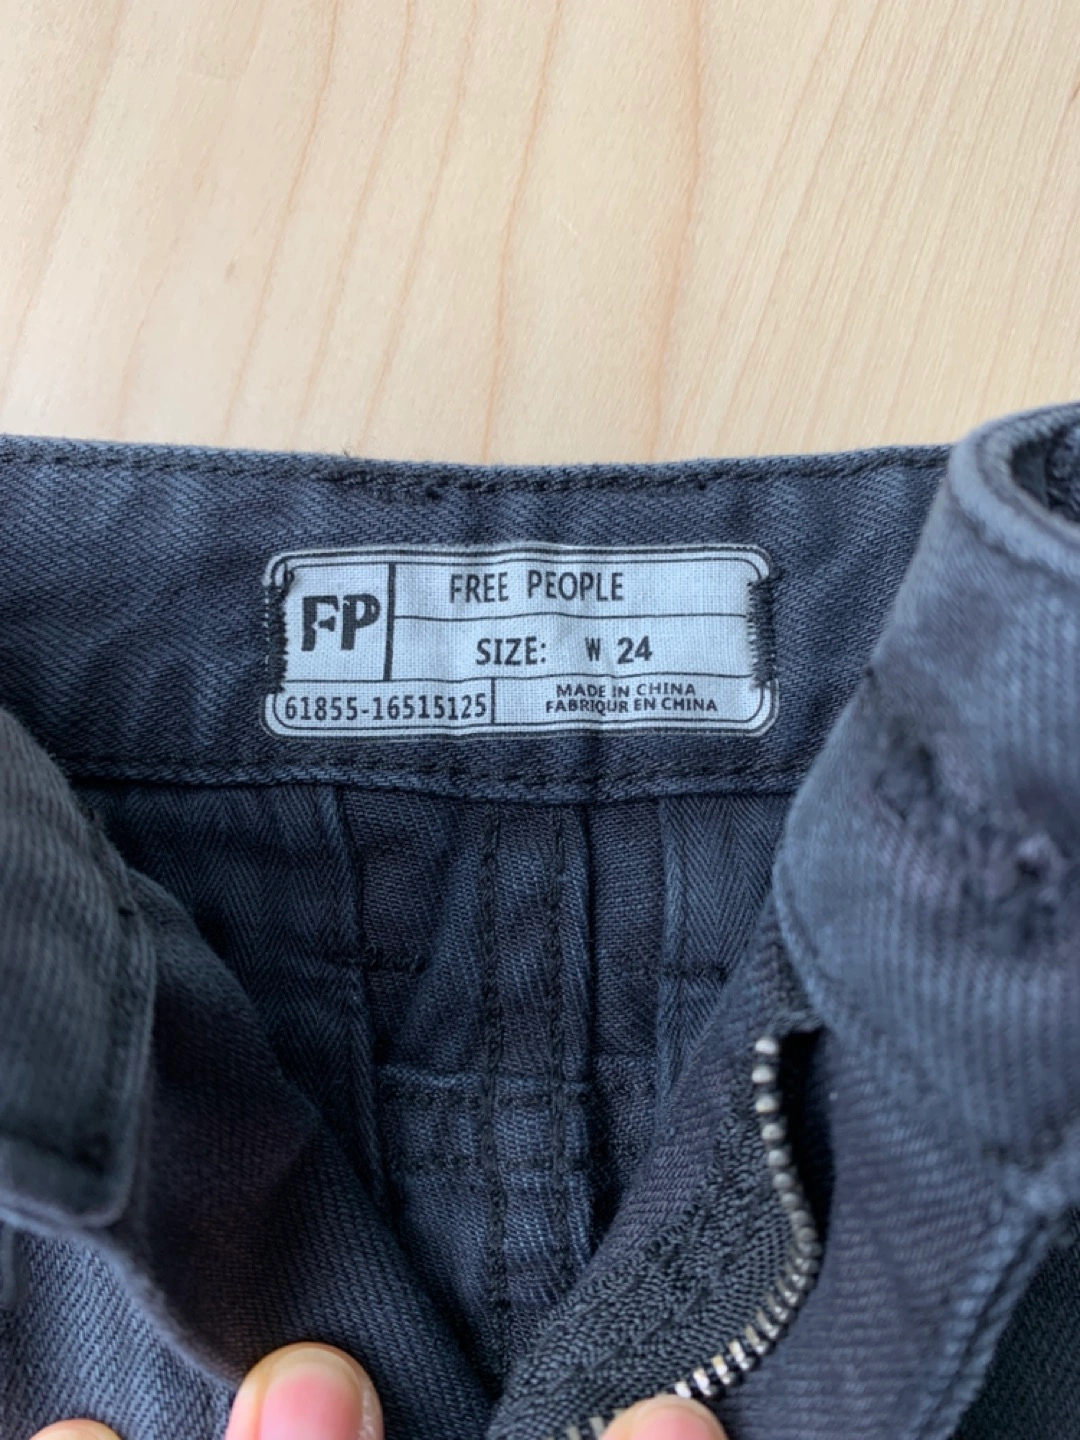 FP
FREE PEOPLE
SIZE: W 24
61855-16515125
MADE IN CHINA
FABRIQUR EN CHINA